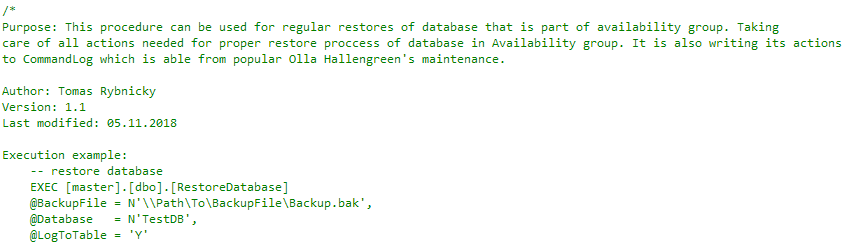 /*
Purpose: This procedure can be used for regular restores of database that is part of availability group. Taking
care of all actions needed for proper restore proccess of database in Availability group. It is also writing its actions
to CommandLog which is able from popular Olla Hallengreen's maintenance.

Author: Tomas Rybnicky
Version: 1.1
Last modified: 05.11.2018

Execution example:
    -- restore database
    EXEC [master].[dbo].[RestoreDatabase]
    @BackupFile = N'\\Path\To\BackupFile\Backup.bak',
    @Database   = N'TestDB',
    @LogToTable = 'Y'